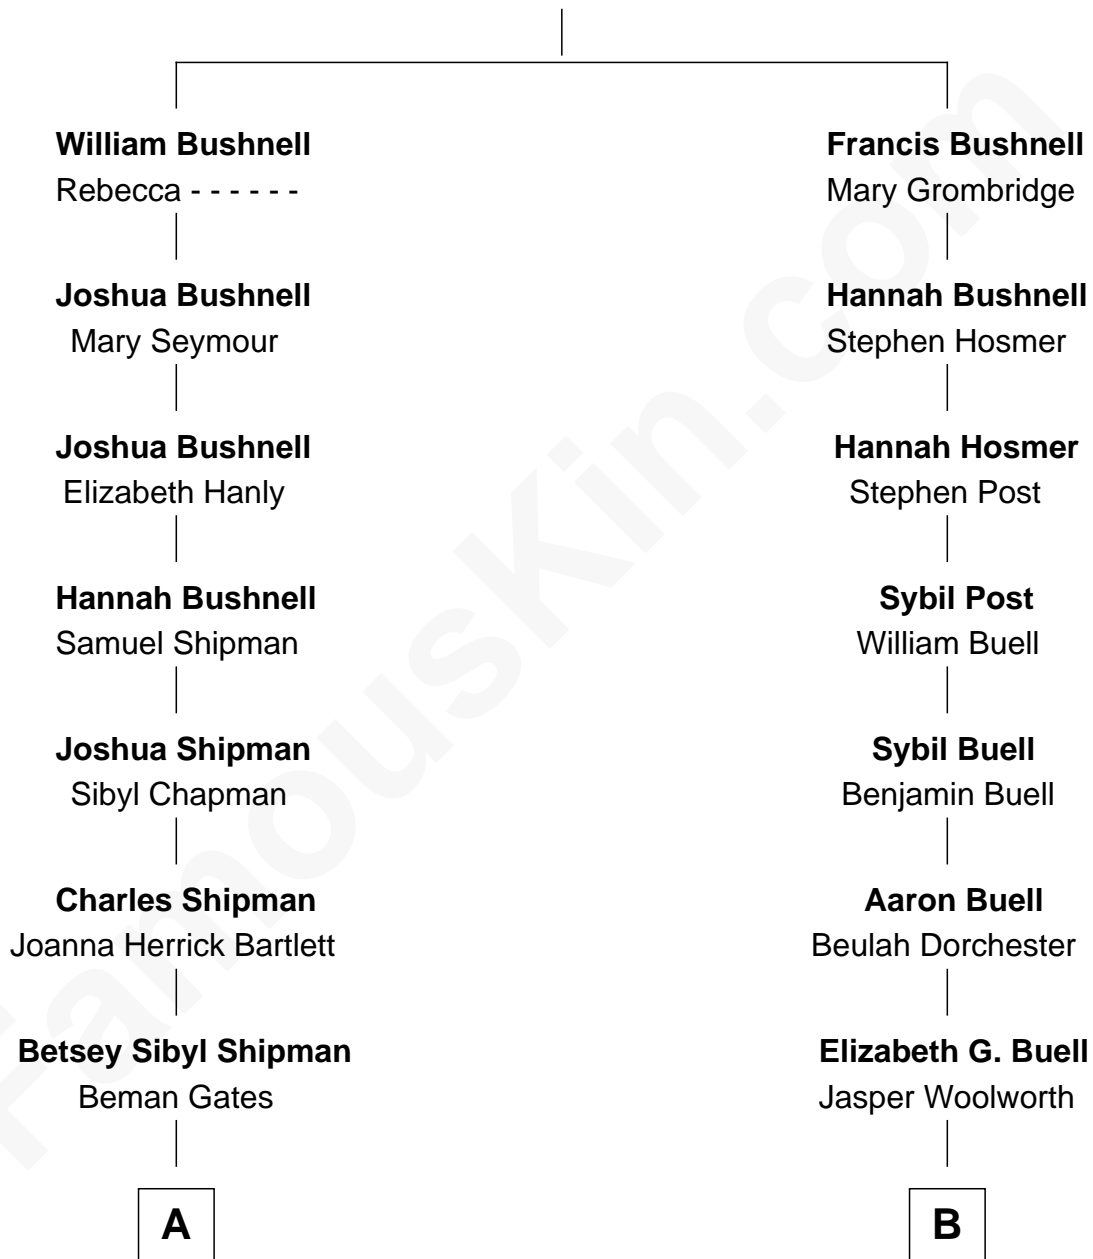 William Bushnell
Rebecca - - - - - -
Francis Bushnell
Mary Grombridge
Joshua Bushnell
Mary Seymour
Hannah Bushnell
Stephen Hosmer
Joshua Bushnell
Elizabeth Hanly
Hannah Hosmer
Stephen Post
Hannah Bushnell
Samuel Shipman
Sybil Post
William Buell
Joshua Shipman
Sibyl Chapman
Sybil Buell
Benjamin Buell
Charles Shipman
Joanna Herrick Bartlett
Aaron Buell
Beulah Dorchester
Betsey Sibyl Shipman
Beman Gates
Elizabeth G. Buell
Jasper Woolworth
A
B
FamousKin.com